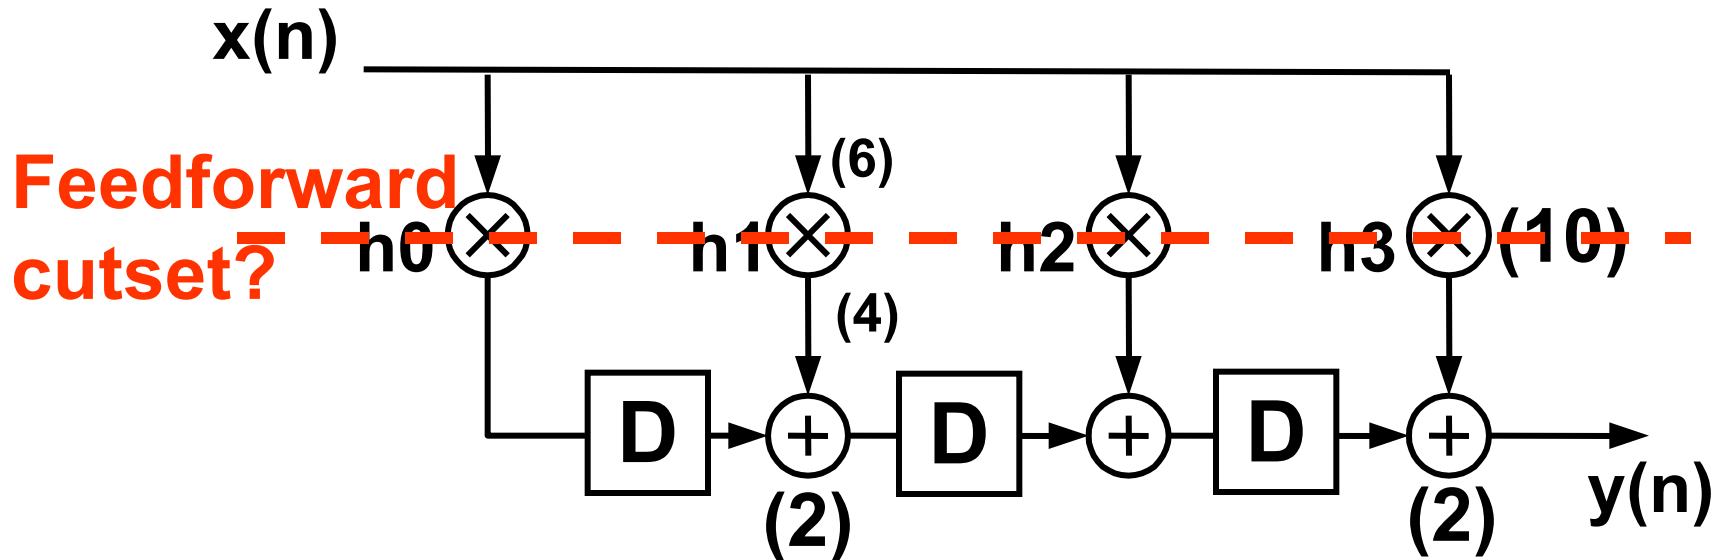 x(n)
(6)
Feedforward
h0 h1 h2 h3 (10)
cutset?
(4)
D D D
(2) (2) y(n)